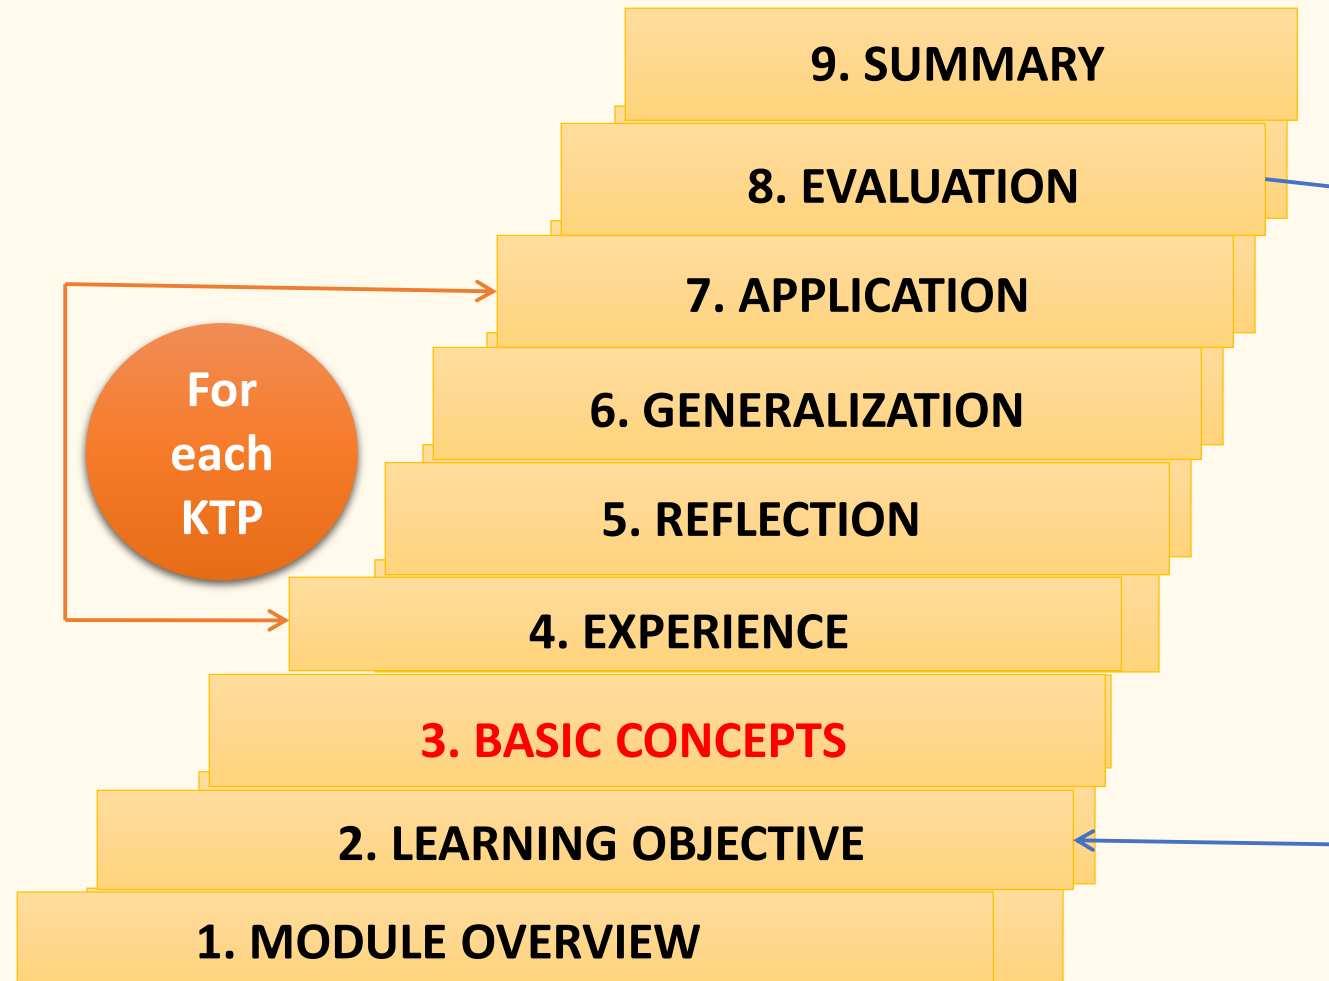 9. SUMMARY
8. EVALUATION
7. APPLICATION
6. GENERALIZATION
5. REFLECTION
4. EXPERIENCE
3. BASIC CONCEPTS
2. LEARNING OBJECTIVE
1. MODULE OVERVIEW
For
each
KTP